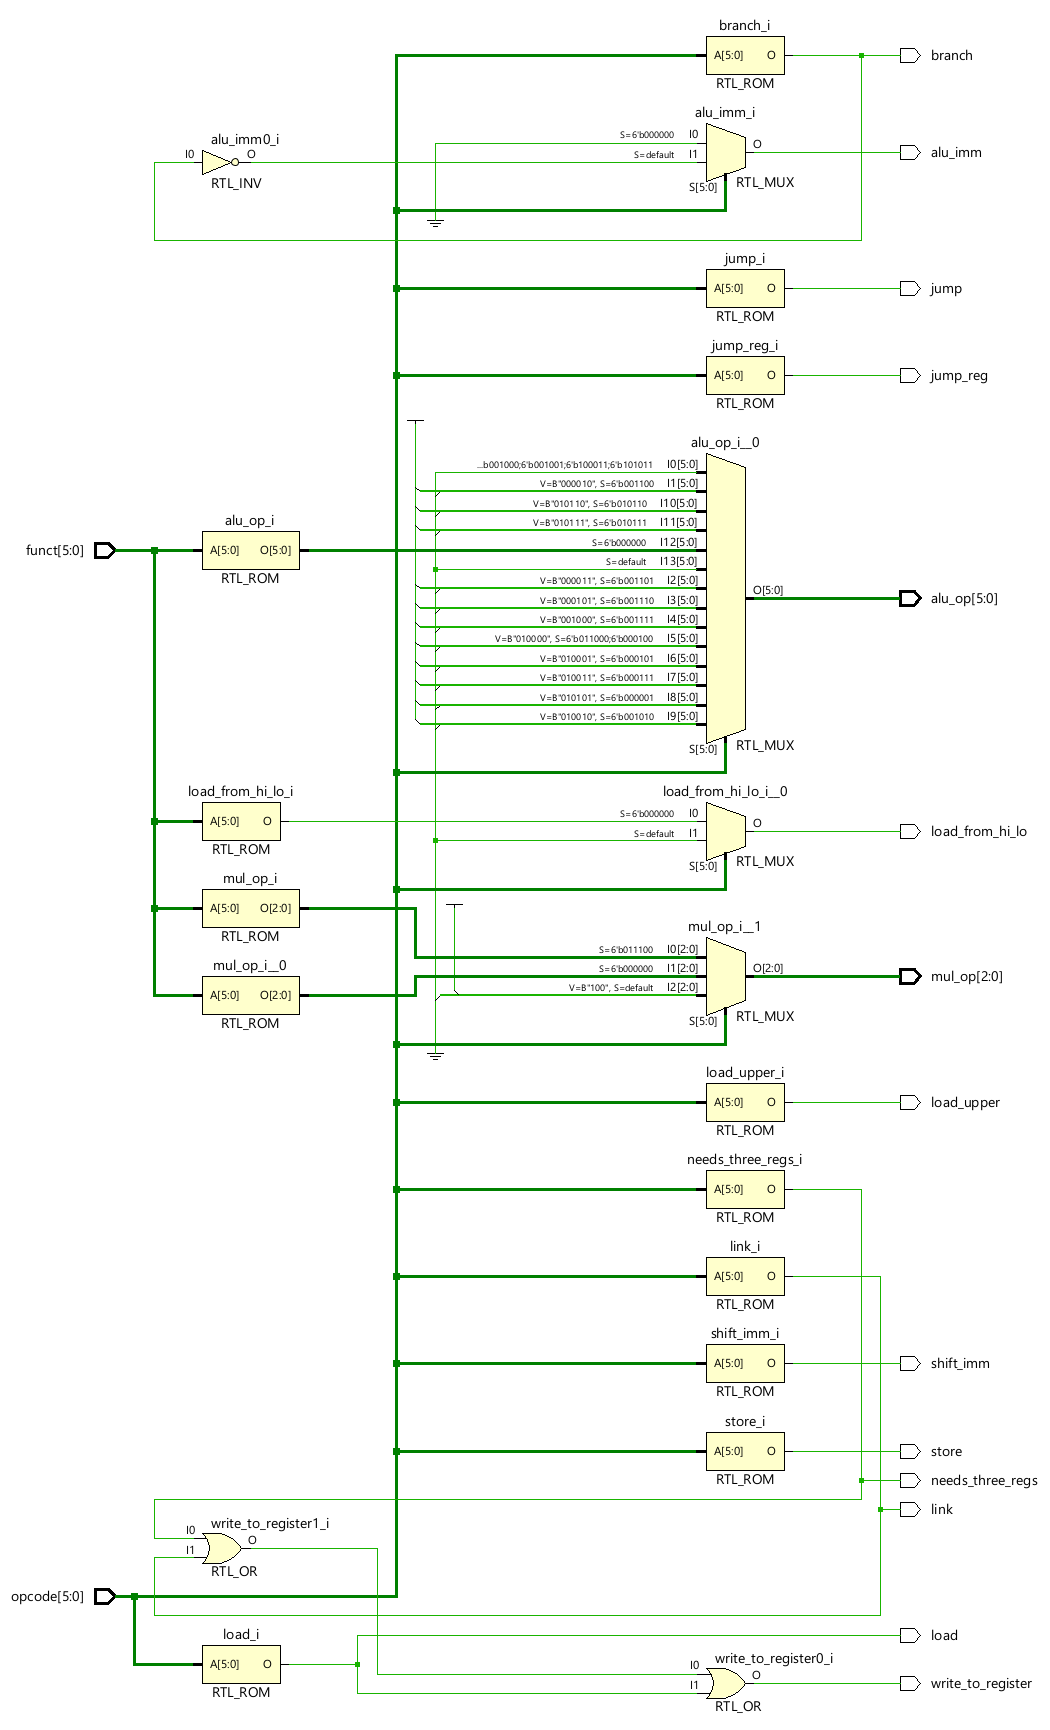 branch_i
A[5:0] O
RTL_ROM
branch
alu_imm_i
S=6'b000000 I0
S=default I1
O
S[5:0]
RTL_MUX
alu_imm
alu_imm0_i
I0 O
RTL_INV
jump_i
A[5:0] O
RTL_ROM
jump
jump_reg_i
A[5:0] O
RTL_ROM
jump_reg
alu_op_i__0
...b001000;6'b001001;6'b100011;6'b101011 I0[5:0]
V=B"000010", S=6'b001100 I1[5:0]
V=B"010110", S=6'b010110 I10[5:0]
V=B"010111", S=6'b010111 I11[5:0]
S=6'b000000 I12[5:0]
S=default I13[5:0]
V=B"000011", S=6'b001101 I2[5:0]
V=B"000101", S=6'b001110 I3[5:0]
V=B"001000", S=6'b001111 I4[5:0]
V=B"010000", S=6'b011000;6'b000100 I5[5:0]
V=B"010001", S=6'b000101 I6[5:0]
V=B"010011", S=6'b000111 I7[5:0]
V=B"010101", S=6'b000001 I8[5:0]
V=B"010010", S=6'b001010 I9[5:0]
S[5:0]
RTL_MUX
O[5:0]
alu_op[5:0]
funct[5:0]
alu_op_i
A[5:0] O[5:0]
RTL_ROM
load_from_hi_lo_i
A[5:0] O
RTL_ROM
load_from_hi_lo_i__0
S=6'b000000 I0
S=default I1
O
S[5:0]
RTL_MUX
load_from_hi_lo
mul_op_i
A[5:0] O[2:0]
RTL_ROM
mul_op_i__0
A[5:0] O[2:0]
RTL_ROM
mul_op_i__1
S=6'b011100 I0[2:0]
S=6'b000000 I1[2:0]
V=B"100", S=default I2[2:0]
O[2:0]
S[5:0]
RTL_MUX
mul_op[2:0]
load_upper_i
A[5:0] O
RTL_ROM
load_upper
needs_three_regs_i
A[5:0] O
RTL_ROM
link_i
A[5:0] O
RTL_ROM
shift_imm_i
A[5:0] O
RTL_ROM
shift_imm
store_i
A[5:0] O
RTL_ROM
store
needs_three_regs
link
write_to_register1_i
I0
I1
O
RTL_OR
opcode[5:0]
load_i
A[5:0] O
RTL_ROM
load
write_to_register0_i
I0
I1
O
RTL_OR
write_to_register